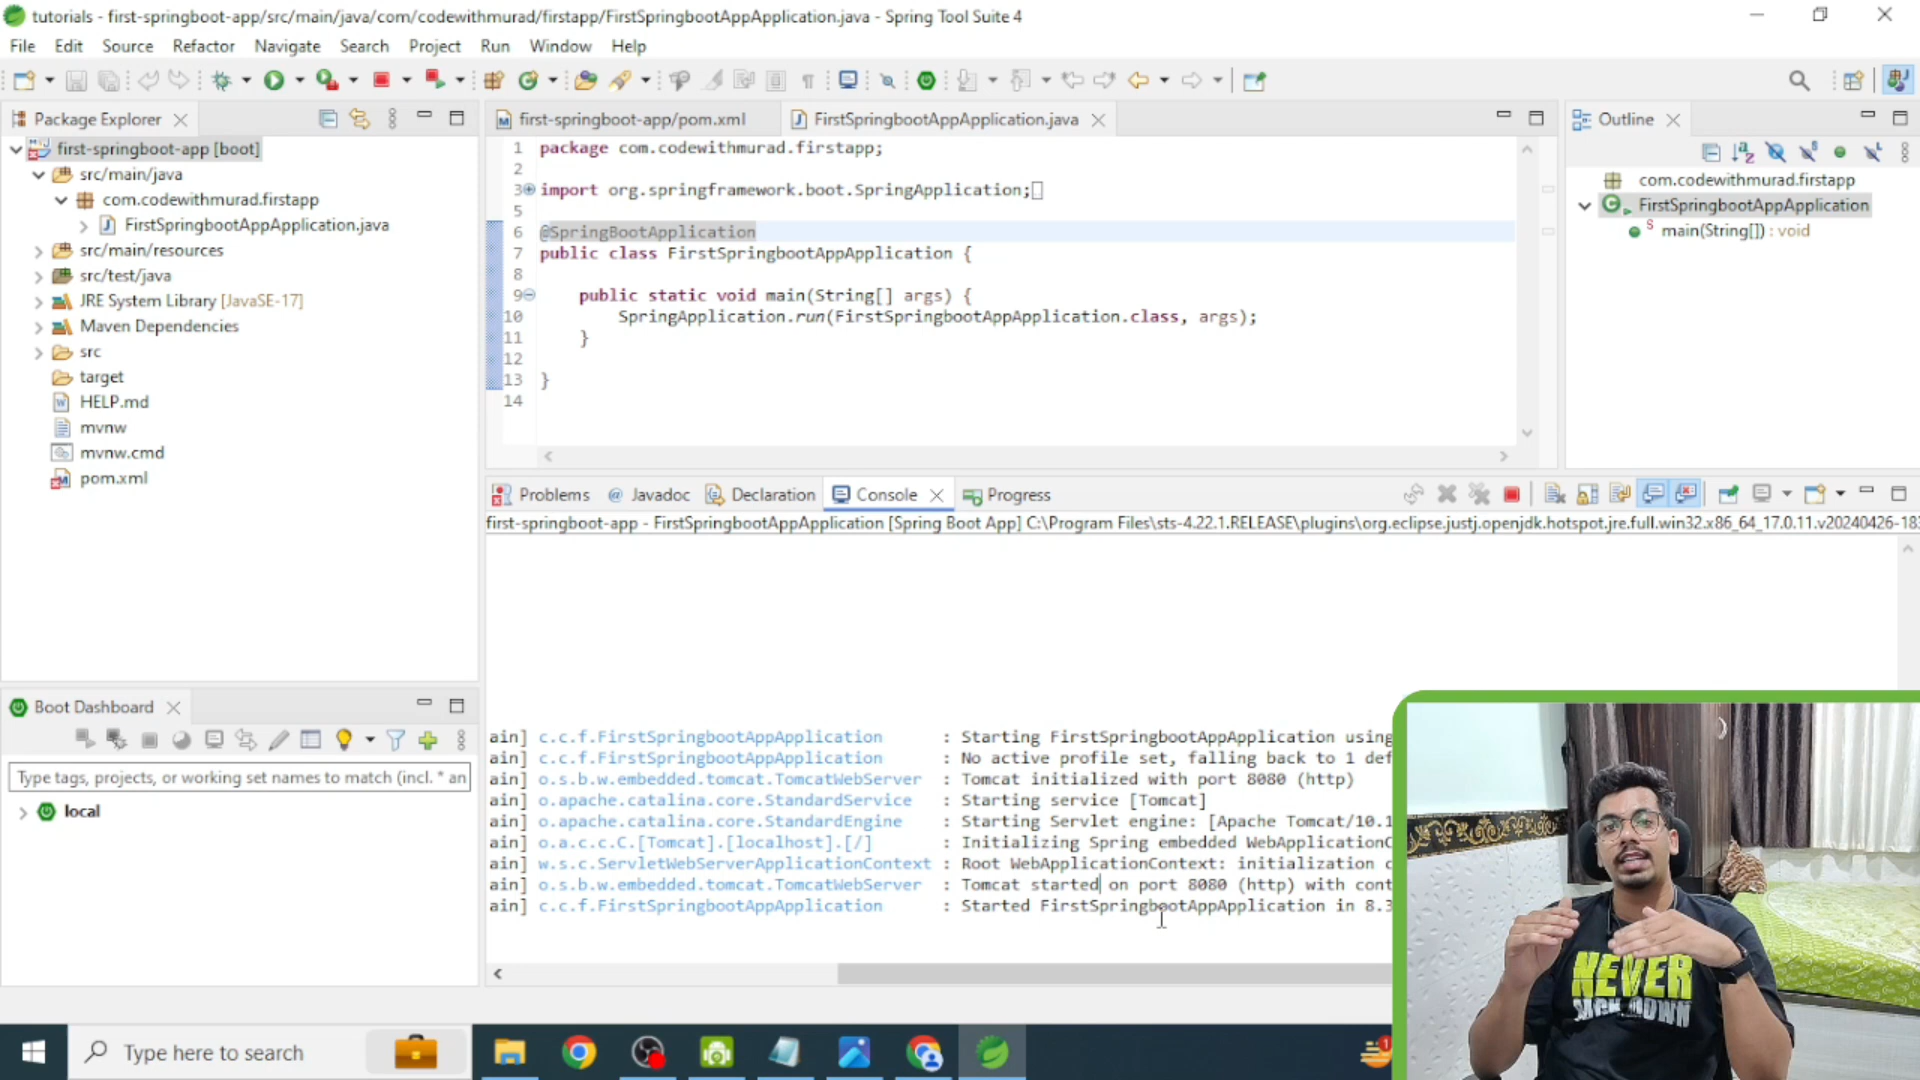 tutorials - first-springboot-app/src/main/java/com/codewithmurad/firstapp/FirstSpringbootAppApplication.java - Spring Tool Suite 4
File Edit Source Refactor Navigate Search Project Run Window Help
Package Explorer
first-springboot-app [boot]
src/main/java
com.codewithmurad.firstapp
FirstSpringbootAppApplication.java
src/main/resources
src/test/java
JRE System Library [JavaSE-17]
Maven Dependencies
src
target
HELP.md
mvnw
mvnw.cmd
pom.xml
first-springboot-app/pom.xml
FirstSpringbootAppApplication.java
1 package com.codewithmurad.firstapp;
2
3 import org.springframework.boot.SpringApplication;
5
6 @SpringBootApplication
7 public class FirstSpringbootAppApplication {
8
9 public static void main(String[] args) {
10 SpringApplication.run(FirstSpringbootAppApplication.class, args);
11 }
12
13 }
14
Outline
com.codewithmurad.firstapp
FirstSpringbootAppApplication
main(String[]) : void
Problems Javadoc Declaration Console Progress
first-springboot-app - FirstSpringbootAppApplication [Spring Boot App] C:\Program Files\sts-4.22.1.RELEASE\plugins\org.eclipse.justj.openjdk.hotspot.jre.full.win32.x86_64_17.0.11.v20240426-183
ain] c.c.f.FirstSpringbootAppApplication : Starting FirstSpringbootAppApplication using
ain] c.c.f.FirstSpringbootAppApplication : No active profile set, falling back to 1 def
ain] o.s.b.w.embedded.tomcat.TomcatWebServer : Tomcat initialized with port 8080 (http)
ain] o.apache.catalina.core.StandardService : Starting service [Tomcat]
ain] o.apache.catalina.core.StandardEngine : Starting Servlet engine: [Apache Tomcat/10.1
ain] o.a.c.c.C.[Tomcat].[localhost].[/] : Initializing Spring embedded WebApplicationC
ain] w.s.c.ServletWebServerApplicationContext : Root WebApplicationContext: initialization c
ain] o.s.b.w.embedded.tomcat.TomcatWebServer : Tomcat started on port 8080 (http) with cont
ain] c.c.f.FirstSpringbootAppApplication : Started FirstSpringbootAppApplication in 8.3
Boot Dashboard
Type tags, projects, or working set names to match (incl. * an
local
NEVER
BACK DOWN
Type here to search
1